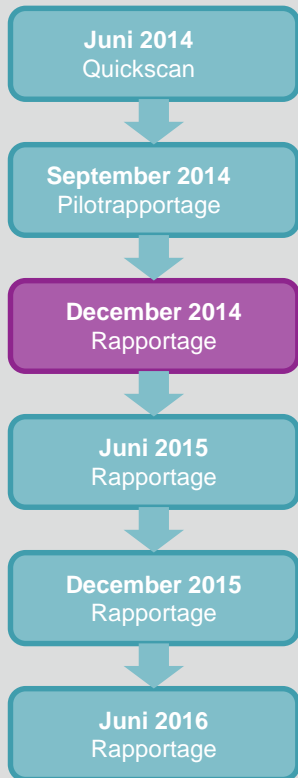 Juni 2014
Quickscan
September 2014
Pilotrapportage
December 2014
Rapportage
Juni 2015
Rapportage
December 2015
Rapportage
Juni 2016
Rapportage